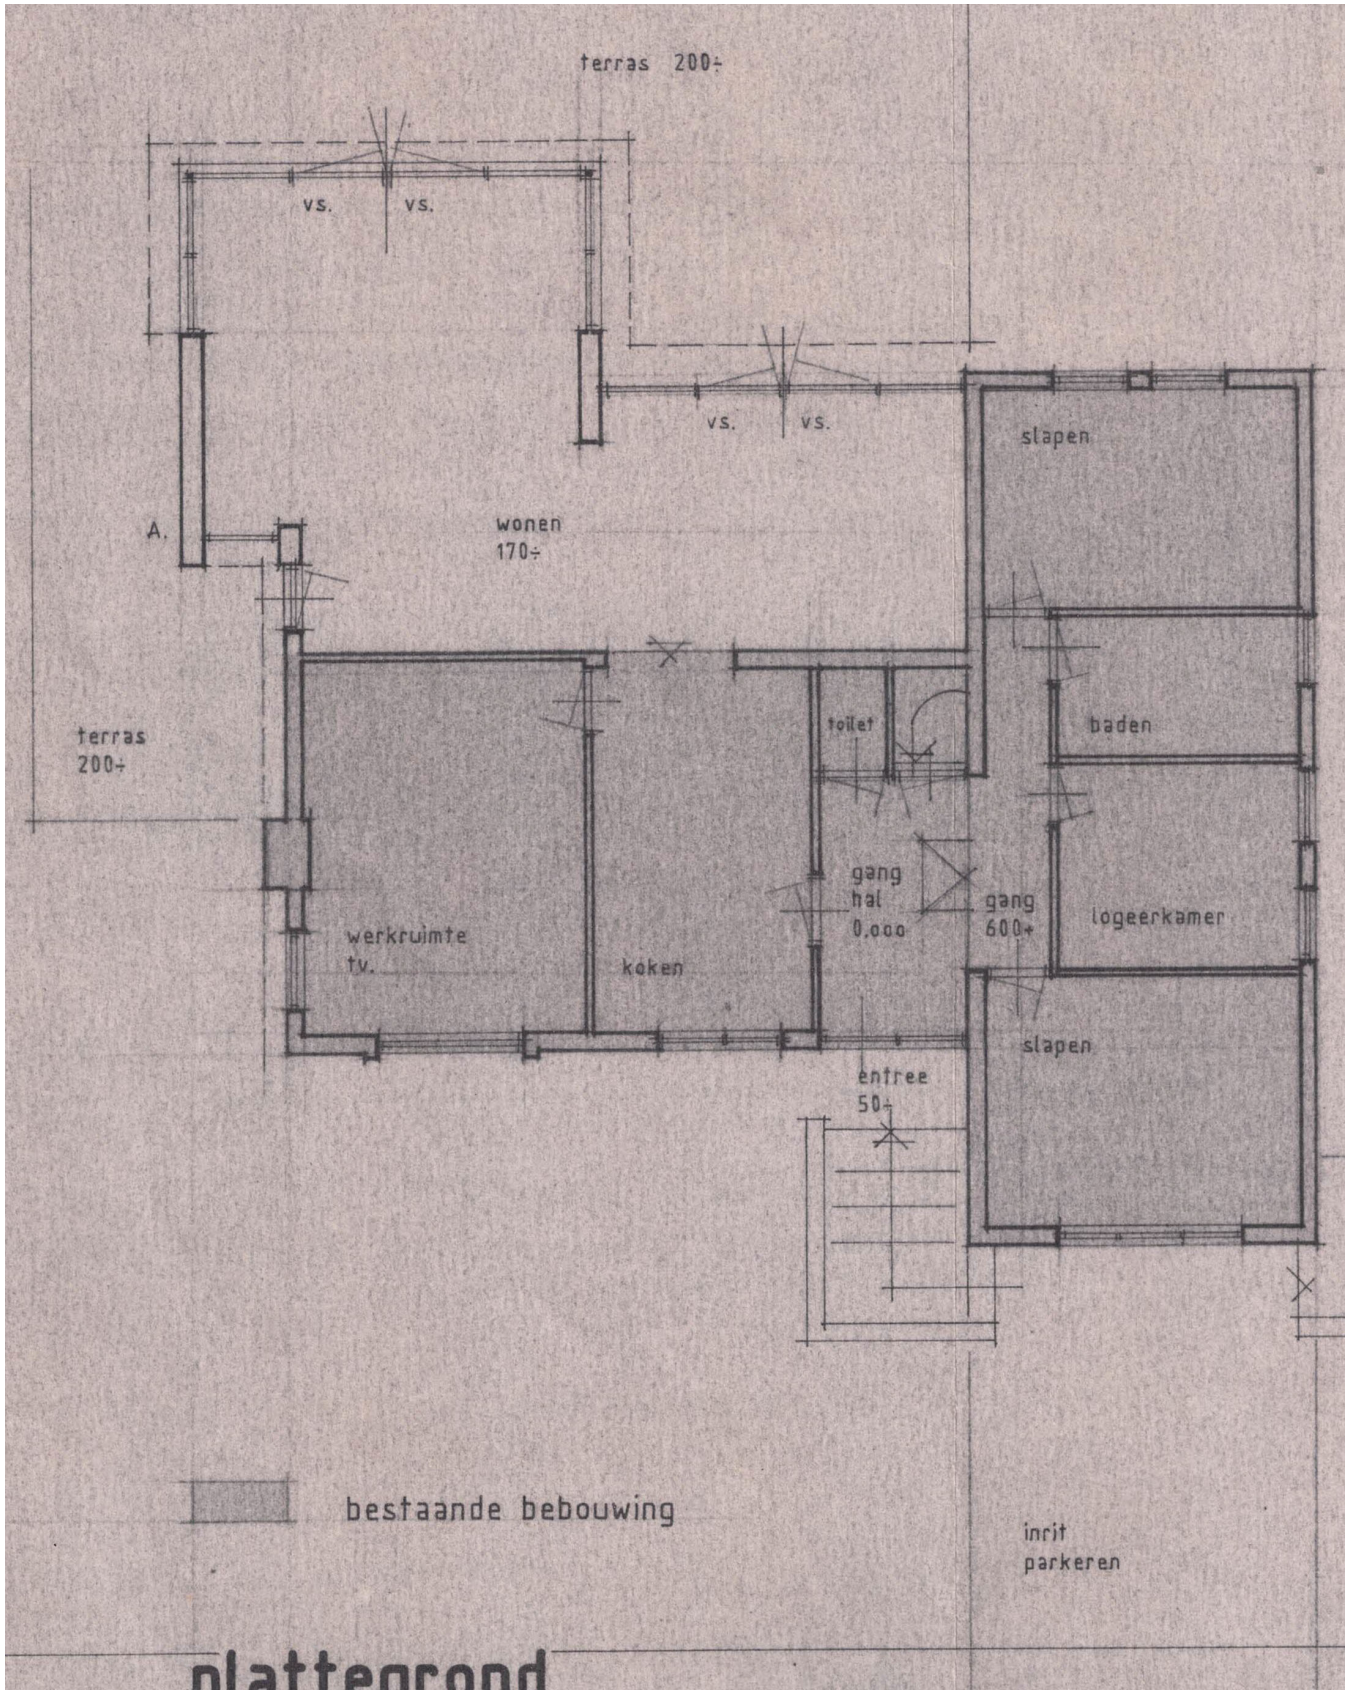 terras 200÷
vs. vs.
vs. vs.
slapen
A.
wonen
170÷
terras
200÷
toilet
baden
gang
hal
0.000
gang
600+
logeerkamer
werkruimte
tv.
koken
slapen
entree
50÷
bestaande bebouwing
inrit
parkeren
plattegrond